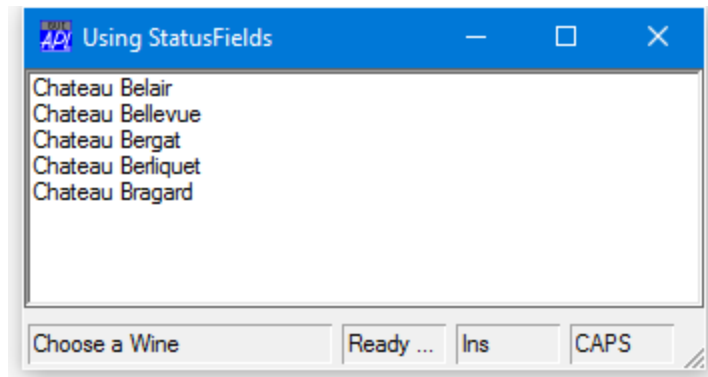 Using StatusFields
Chateau Belair
Chateau Bellevue
Chateau Bergat
Chateau Berliquet
Chateau Bragard
Choose a Wine Ready ... Ins CAPS